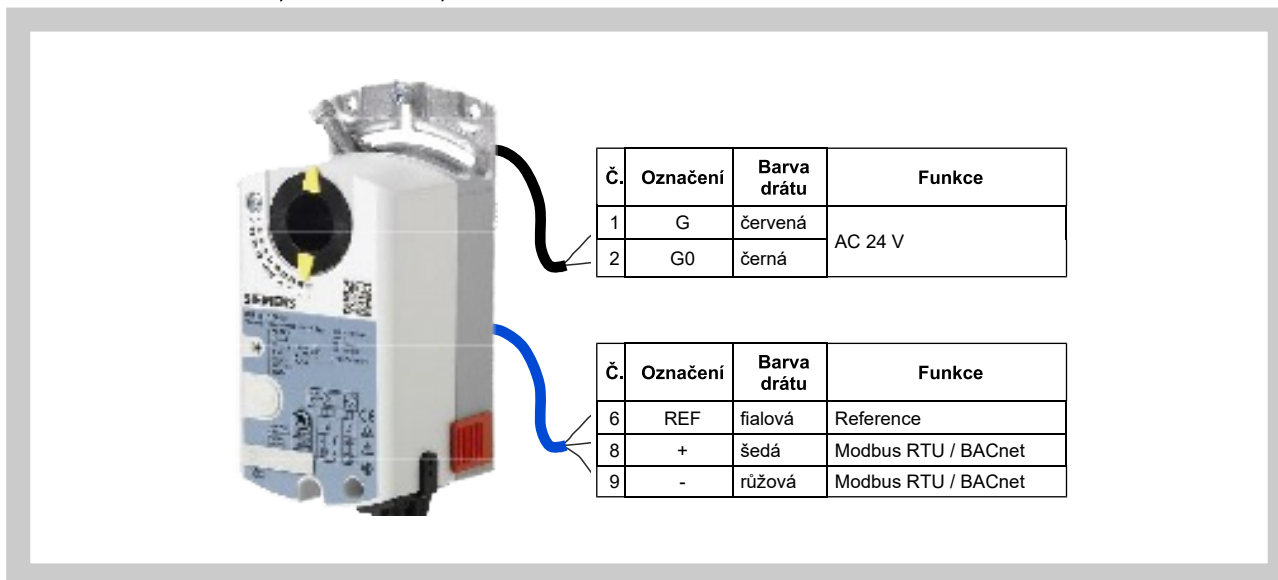 Č. Označení Barva drátu Funkce
1 G červená AC 24 V
2 G0 černá
SIEMENS
Č. Označení Barva drátu Funkce
6 REF fialová Reference
8 + šedá Modbus RTU / BACnet
9 - růžová Modbus RTU / BACnet